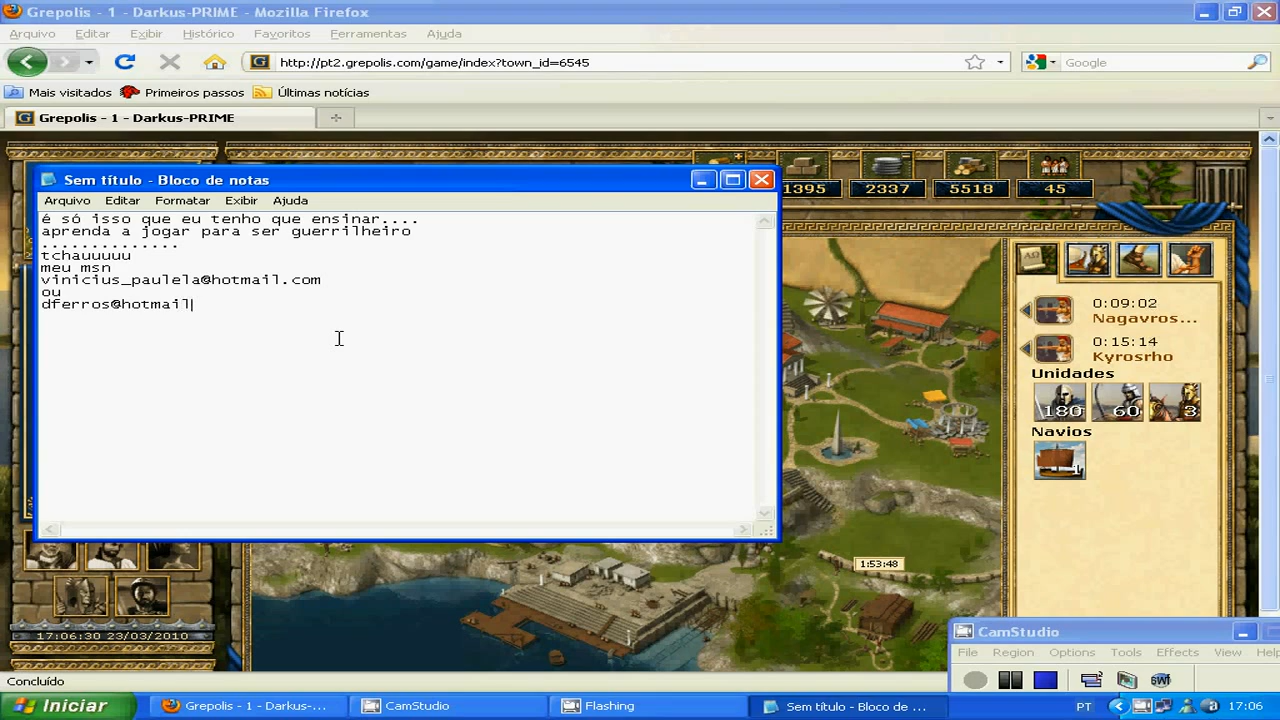 Grepolis - 1 - Darkus-PRIME - Mozilla Firefox
Arquivo Editar Exibir Histórico Favoritos Ferramentas Ajuda
http://pt2.grepolis.com/game/index?town_id=6545
Google
Mais visitados Primeiros passos Últimas notícias
Grepolis - 1 - Darkus-PRIME
1395 2337 5518 45
Sem título - Bloco de notas
Arquivo Editar Formatar Exibir Ajuda
é só isso que eu tenho que ensinar....
aprenda a jogar para ser guerrilheiro
..............
tchauuuuu
meu msn
vinicius_paulela@hotmail.com
ou
dferros@hotmail
0:09:02
Nagavros...
0:15:14
Kyrosrho
Unidades
180 60 3
Navios
1
1:53:48
17:06:30 23/03/2010
CamStudio
File Region Options Tools Effects View Help
SWF
Concluído
Iniciar Grepolis - 1 - Darkus-... CamStudio Flashing Sem título - Bloco de ... PT 17:06